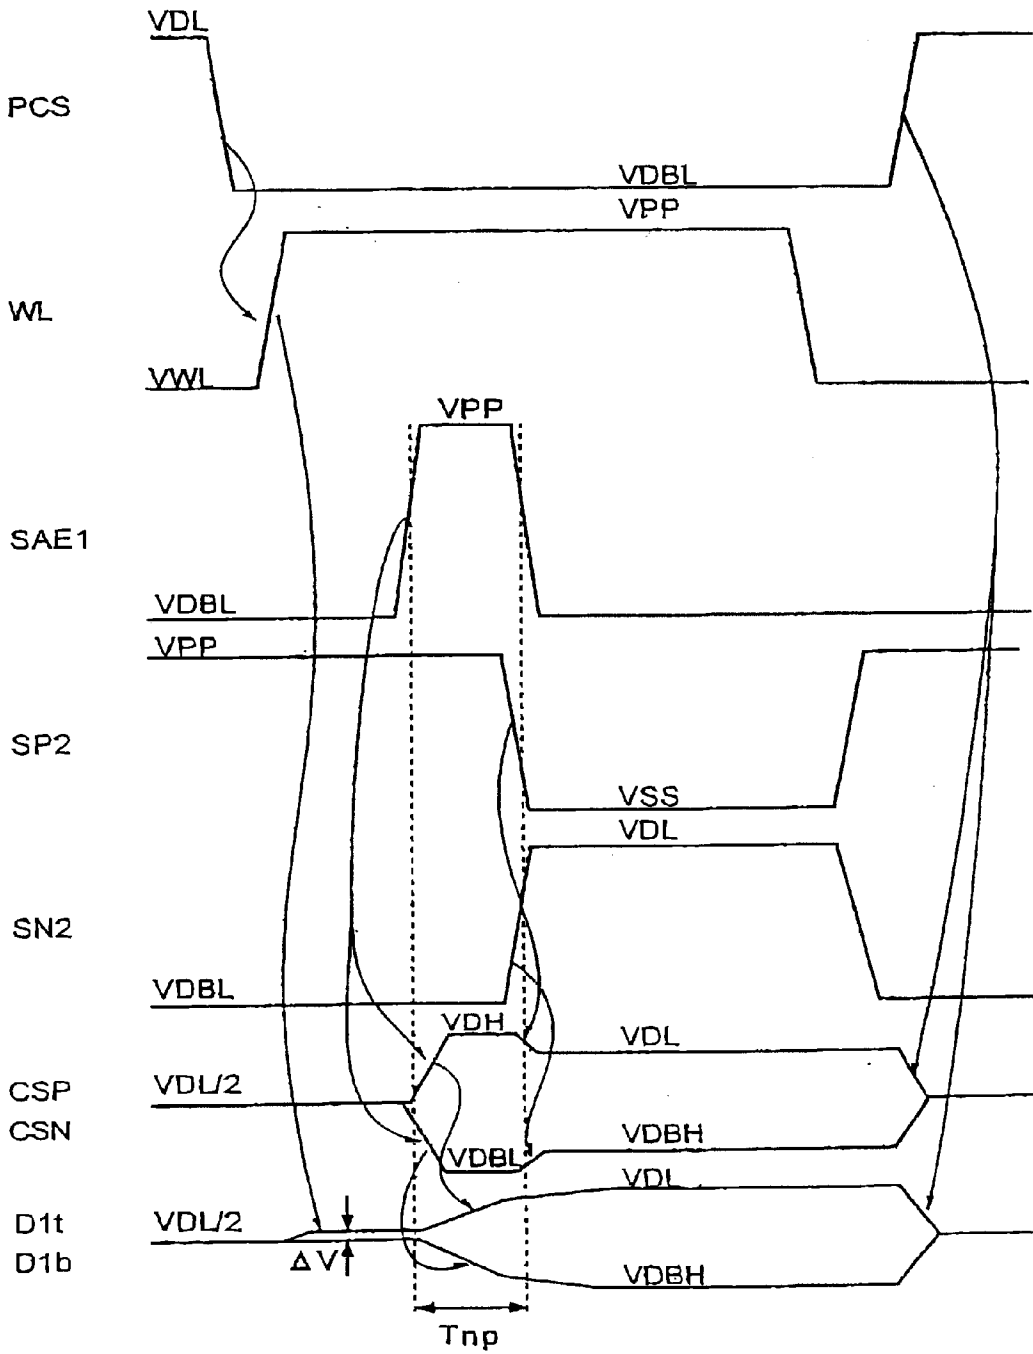 VDL
PCS
VDBL
VPP
WL
VWL
VPP
SAE1
VDBL
VPP
SP2
VSS
VDL
SN2
VDBL
VDH
VDL
CSP
VDL/2
CSN
VDBH
VDBL
VDL
D1t
VDL/2
D1b
ΔV
VDBH
Tnp